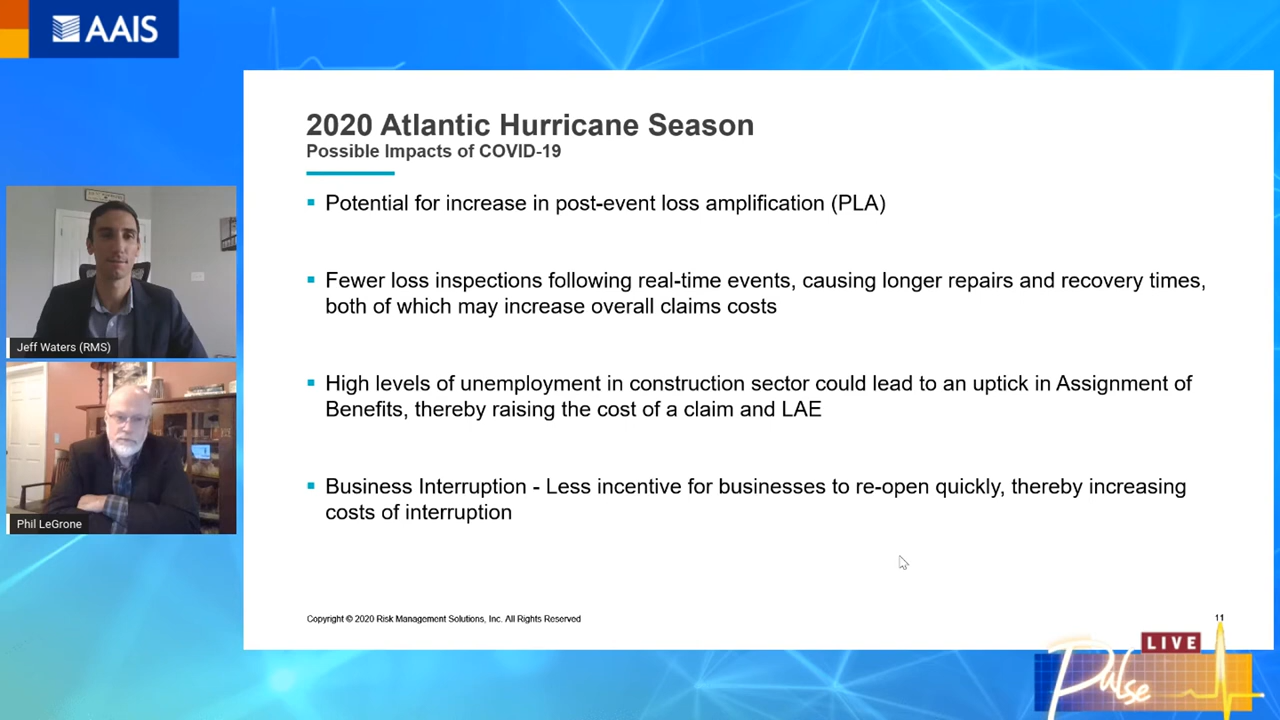 AAIS
2020 Atlantic Hurricane Season
Possible Impacts of COVID-19
Potential for increase in post-event loss amplification (PLA)
Fewer loss inspections following real-time events, causing longer repairs and recovery times,
both of which may increase overall claims costs
High levels of unemployment in construction sector could lead to an uptick in Assignment of
Benefits, thereby raising the cost of a claim and LAE
Business Interruption - Less incentive for businesses to re-open quickly, thereby increasing
costs of interruption
Jeff Waters (RMS)
Phil LeGrone
Copyright © 2020 Risk Management Solutions, Inc. All Rights Reserved
11
LIVE
Pulse